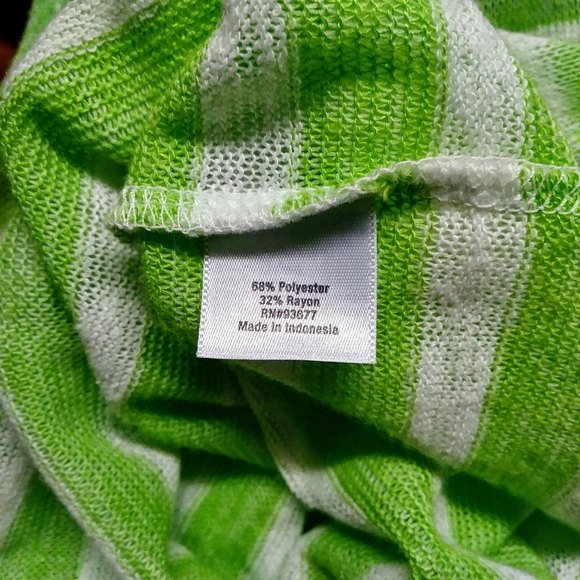 68% Polyester
32% Rayon
RN#93677
Made In Indonesia